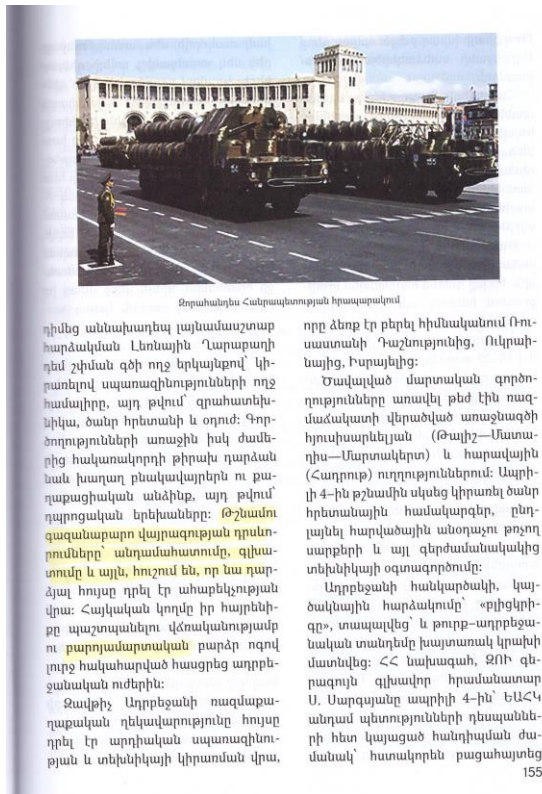 Զորահանդես Հանրապետության հրապարակում
դիմեց աննախադեպ լայնամասշտաբ
հարձակման Լեռնային Ղարաբաղի
դեմ շփման գծի ողջ երկայնքով՝ կի-
րառելով սպառազինությունների ողջ
համալիրը, այդ թվում՝ զրահատեխ-
նիկա, ծանր հրետանի և օդուժ: Գոր-
ծողությունների առաջին իսկ ժամե-
րից հակառակորդի թիրախ դարձան
նաև խաղաղ բնակավայրերն ու քա-
ղաքացիական անձինք, այդ թվում՝
դպրոցական երեխաները: Թշնամու
գազանաբարո վայրագության դրսևո-
րումները՝ անդամահատումը, գլխա-
տումը և այլն, հուշում են, որ նա դար-
ձյալ հույսը դրել էր ահաբեկչության
վրա: Հայկական կողմը իր հայրենի-
քը պաշտպանելու վճռականությամբ
ու բարոյամարտական բարձր ոգով
լուրջ հակահարված հասցրեց ադրբե-
ջանական ուժերին:
Զավթիչ Ադրբեջանի ռազմաքա-
ղաքական ղեկավարությունը հույսը
դրել էր արդիական սպառազինու-
թյան և տեխնիկայի կիրառման վրա,
որը ձեռք էր բերել հիմնականում Ռու-
սաստանի Դաշնությունից, Ուկրաի-
նայից, Իսրայելից:
Ծավալված մարտական գործո-
ղությունները առավել թեժ էին ռազ-
մաճակատի վերածված առաջնագծի
հյուսիսարևելյան (Թալիշ—Մատա-
ղիս—Մարտակերտ) և հարավային
(Հադրութ) ուղղություններում: Ապրի-
լի 4-ին թշնամին սկսեց կիրառել ծանր
հրետանային համակարգեր, ընդ-
լայնել հարվածային անօդաչու թռչող
սարքերի և այլ գերժամանակակից
տեխնիկայի օգտագործումը:
Ադրբեջանի հանկարծակի, կայ-
ծակնային հարձակումը՝ «բլիցկրի-
գը», տապալվեց՝ և թուրք-ադրբեջա-
նական տանդեմը խայտառակ կրախի
մատնվեց: ՀՀ նախագահ, ԶՈՒ գե-
րագույն գլխավոր հրամանատար
Ս. Սարգսյանը ապրիլի 4-ին՝ ԵԱՀԿ
անդամ պետությունների դեսպաննե-
րի հետ կայացած հանդիպման ժա-
մանակ՝ հստակորեն բացահայտեց
155